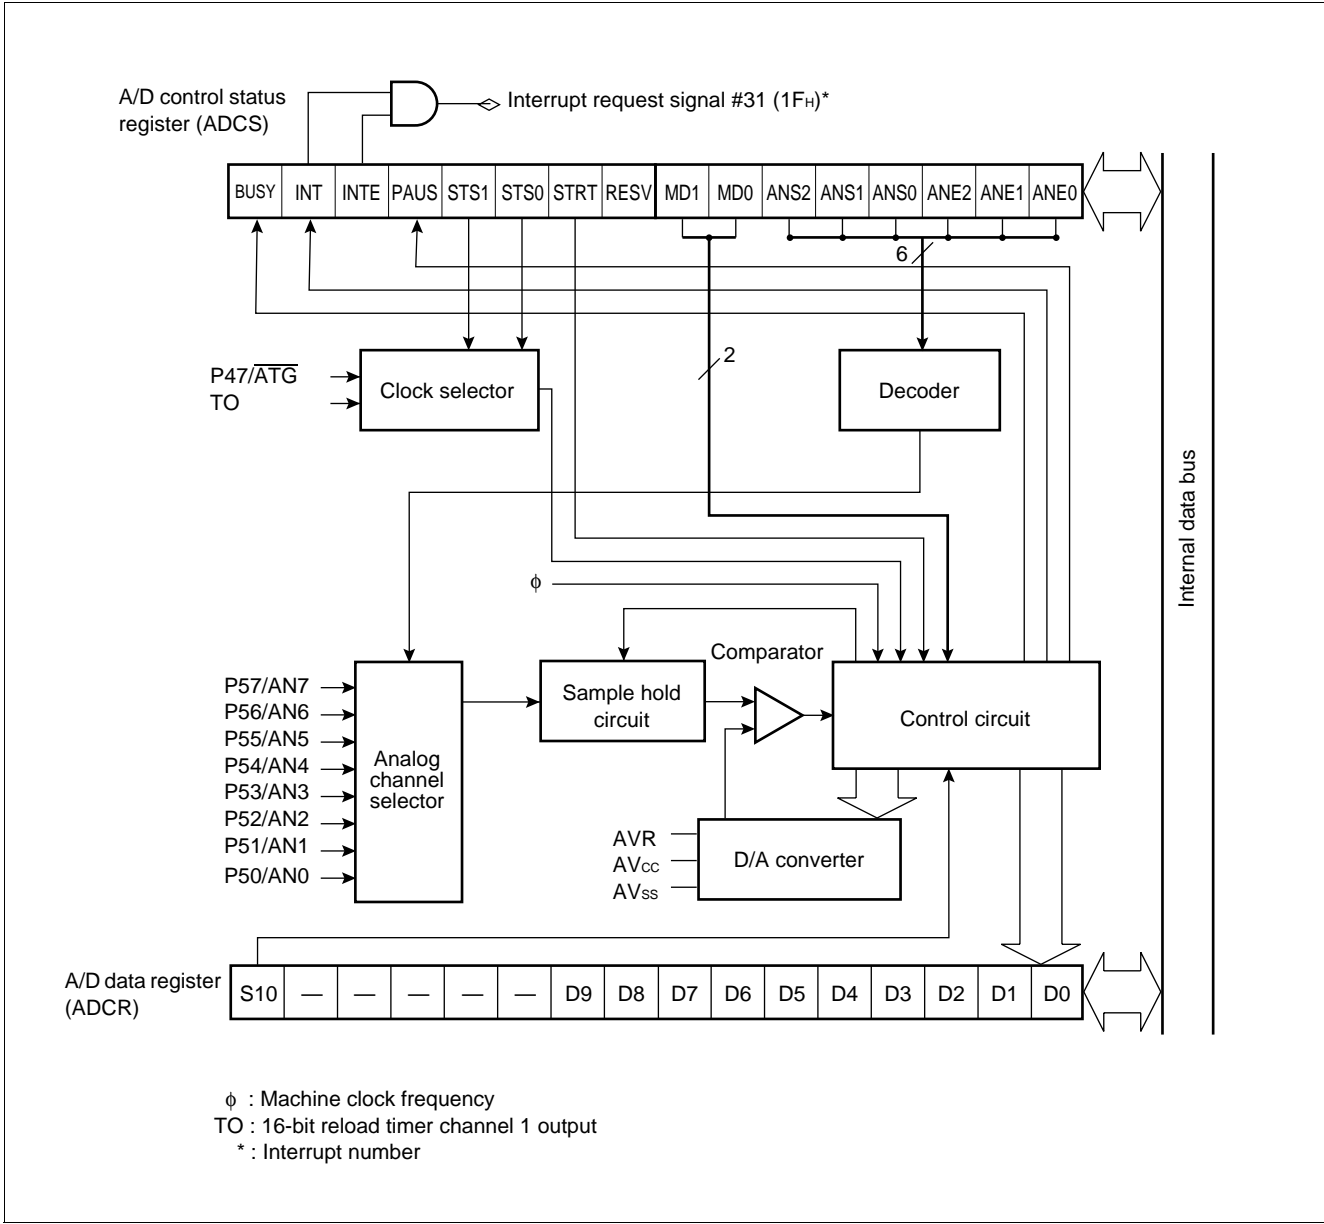 A/D control status
register (ADCS)
Interrupt request signal #31 (1FH)*
BUSY INT INTE PAUS STS1 STS0 STRT RESV MD1 MD0 ANS2 ANS1 ANS0 ANE2 ANE1 ANE0
6
2
P47/ATG
TO
Clock selector
Decoder
Internal data bus
φ
Comparator
P57/AN7
P56/AN6
P55/AN5
P54/AN4
P53/AN3
P52/AN2
P51/AN1
P50/AN0
Analog
channel
selector
Sample hold
circuit
Control circuit
AVR
AVCC
AVSS
D/A converter
A/D data register
(ADCR)
S10 — — — — — D9 D8 D7 D6 D5 D4 D3 D2 D1 D0
φ : Machine clock frequency
TO : 16-bit reload timer channel 1 output
* : Interrupt number